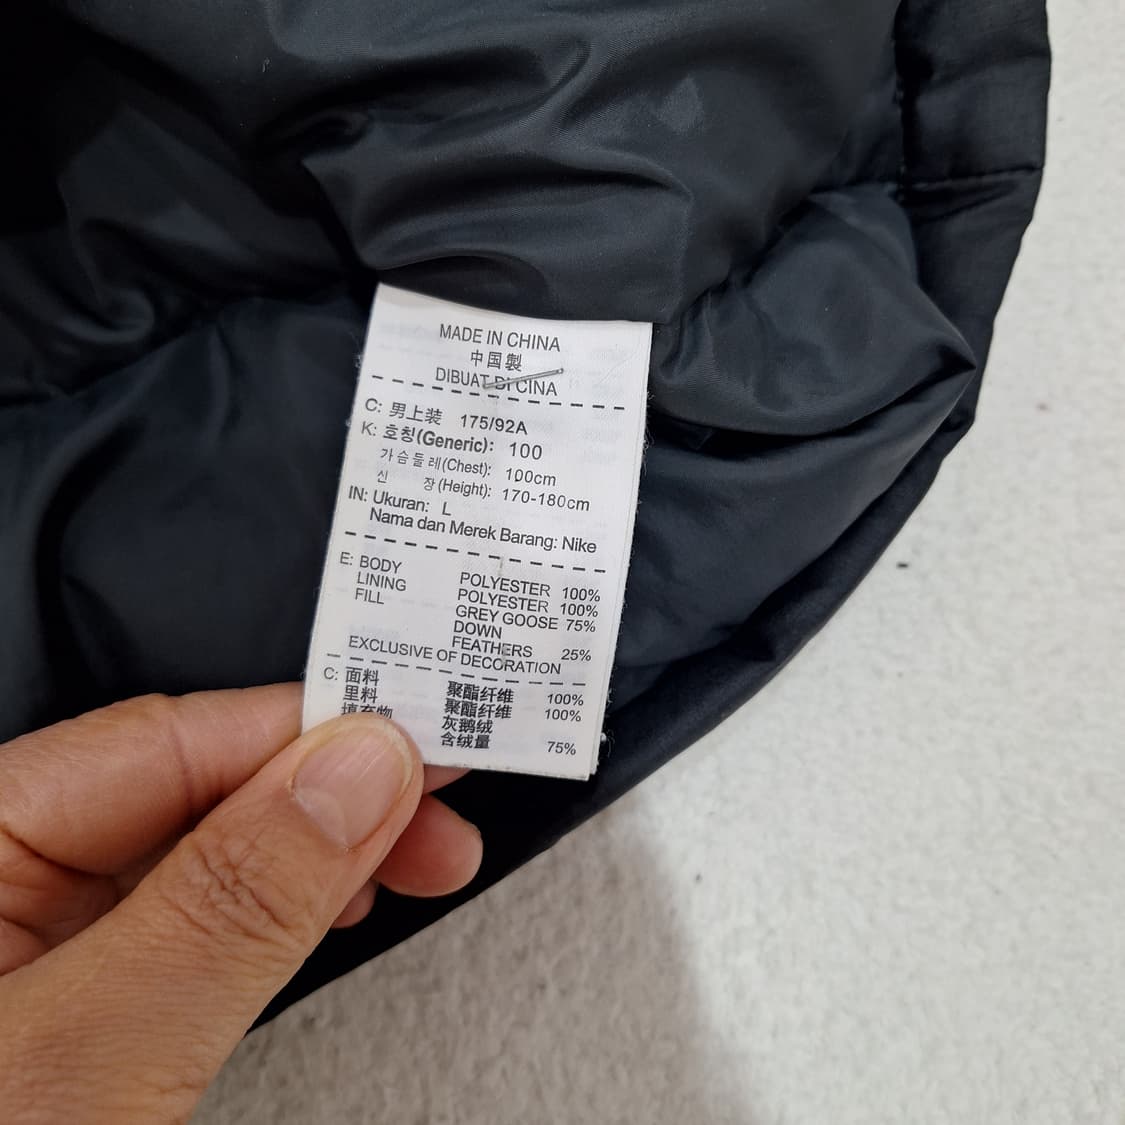 MADE IN CHINA
中国製
DIBUAT DI CINA
C: 男上装 175/92A
K: 호칭(Generic): 100
가슴둘레(Chest): 100cm
신 장(Height): 170-180cm
IN: Ukuran: L
Nama dan Merek Barang: Nike
E: BODY POLYESTER 100%
LINING POLYESTER 100%
FILL GREY GOOSE 75%
DOWN
FEATHERS 25%
EXCLUSIVE OF DECORATION
C: 面料 聚酯纤维 100%
里料 聚酯纤维 100%
填充物 灰鹅绒
含绒量 75%